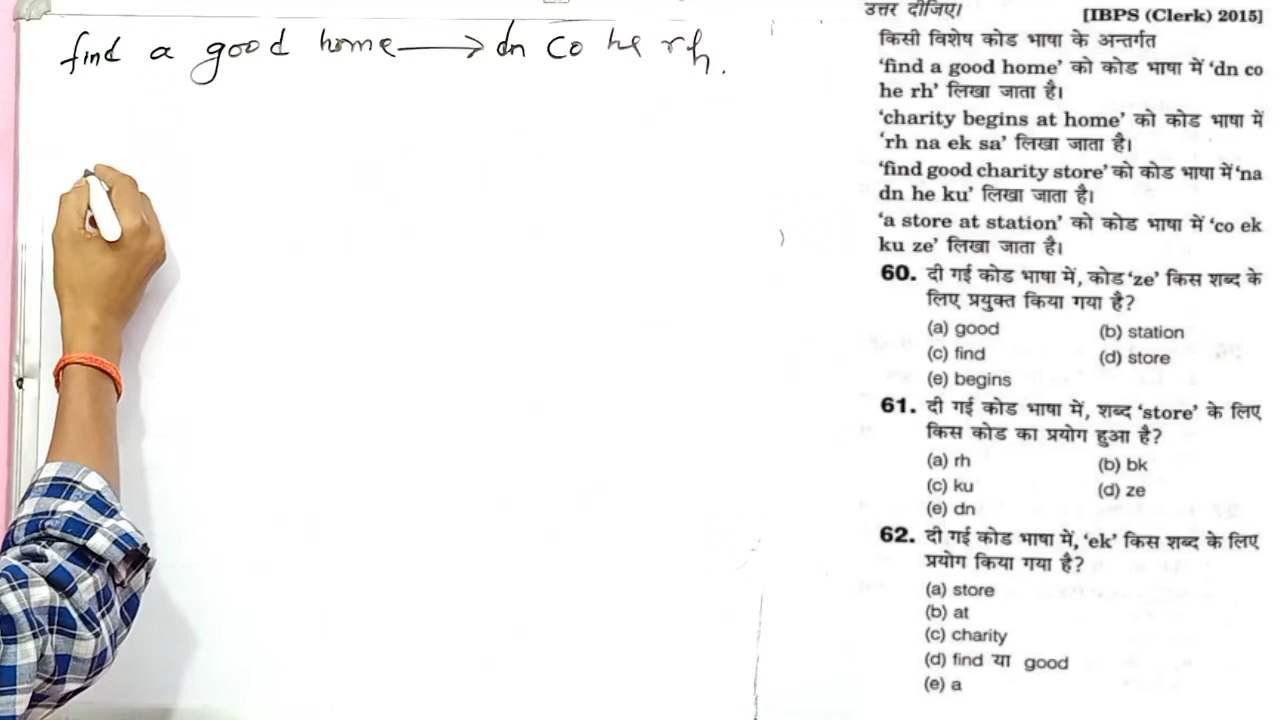 find a good home → dn co he rh.
उत्तर दीजिए।
[IBPS (Clerk) 2015]
किसी विशेष कोड भाषा के अन्तर्गत
‘find a good home’ को कोड भाषा में ‘dn co
he rh’ लिखा जाता है।
‘charity begins at home’ को कोड भाषा में
‘rh na ek sa’ लिखा जाता है।
‘find good charity store’ को कोड भाषा में ‘na
dn he ku’ लिखा जाता है।
‘a store at station’ को कोड भाषा में ‘co ek
ku ze’ लिखा जाता है।
60. दी गई कोड भाषा में, कोड ‘ze’ किस शब्द के
लिए प्रयुक्त किया गया है?
(a) good (b) station
(c) find (d) store
(e) begins
61. दी गई कोड भाषा में, शब्द ‘store’ के लिए
किस कोड का प्रयोग हुआ है?
(a) rh (b) bk
(c) ku (d) ze
(e) dn
62. दी गई कोड भाषा में, ‘ek’ किस शब्द के लिए
प्रयोग किया गया है?
(a) store
(b) at
(c) charity
(d) find या good
(e) a